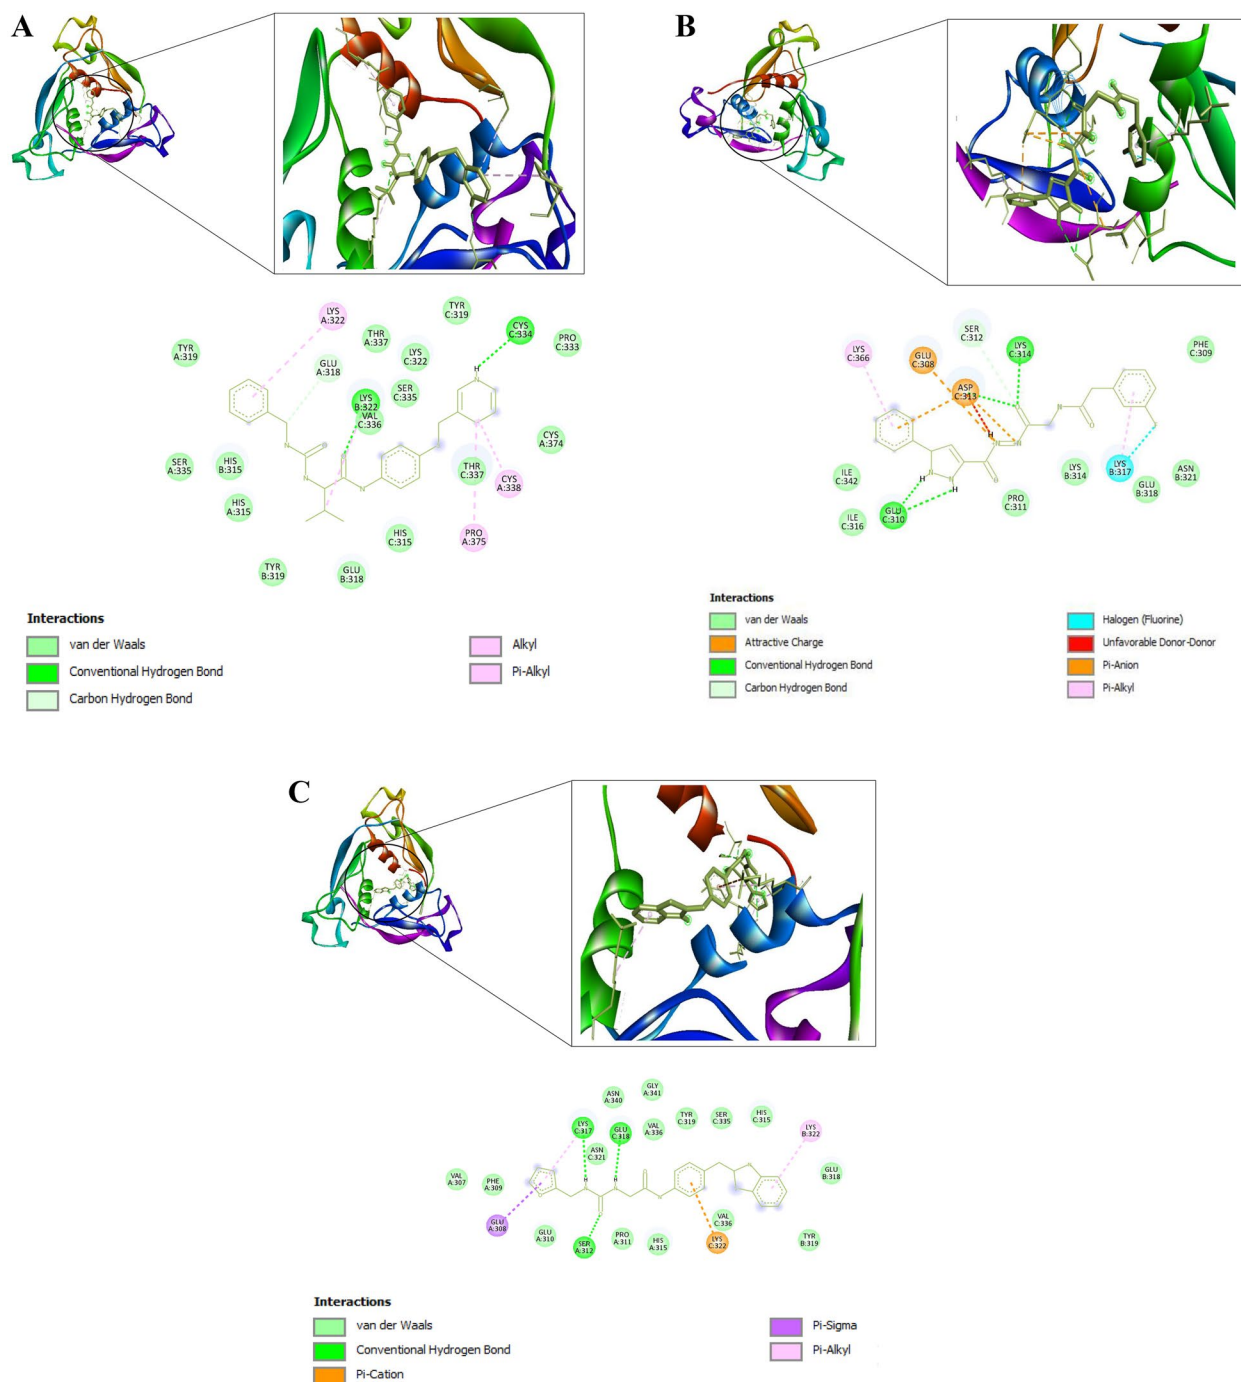 A
B
LYS
A:322
TYR
C:319
CYS
C:334
PRO
C:333
THR
A:337
LYS
C:322
TYR
A:319
GLU
A:318
SER
C:335
LYS
B:322
VAL
C:336
CYS
A:374
THR
C:337
CYS
A:338
SER
A:335
HIS
B:315
HIS
A:315
HIS
C:315
PRO
A:375
TYR
B:319
GLU
B:318
H
Interactions
van der Waals
Conventional Hydrogen Bond
Carbon Hydrogen Bond
Alkyl
Pi-Alkyl
SER
C:312
LYS
C:314
PHE
C:309
LYS
C:366
GLU
C:308
ASP
C:313
H
ILE
C:342
ILE
C:316
H
H
GLU
C:310
PRO
C:311
LYS
B:314
LYS
B:317
GLU
B:318
ASN
B:321
Interactions
van der Waals
Attractive Charge
Conventional Hydrogen Bond
Carbon Hydrogen Bond
Halogen (Fluorine)
Unfavorable Donor-Donor
Pi-Anion
Pi-Alkyl
C
ASN
A:340
GLY
A:341
LYS
C:317
GLU
C:318
VAL
A:336
TYR
C:319
SER
C:335
HIS
C:315
LYS
B:322
ASN
C:321
VAL
A:307
PHE
A:309
H
H
GLU
B:318
GLU
A:308
GLU
A:310
SER
A:312
PRO
A:311
HIS
A:315
VAL
C:336
LYS
C:322
TYR
B:319
Interactions
van der Waals
Conventional Hydrogen Bond
Pi-Cation
Pi-Sigma
Pi-Alkyl